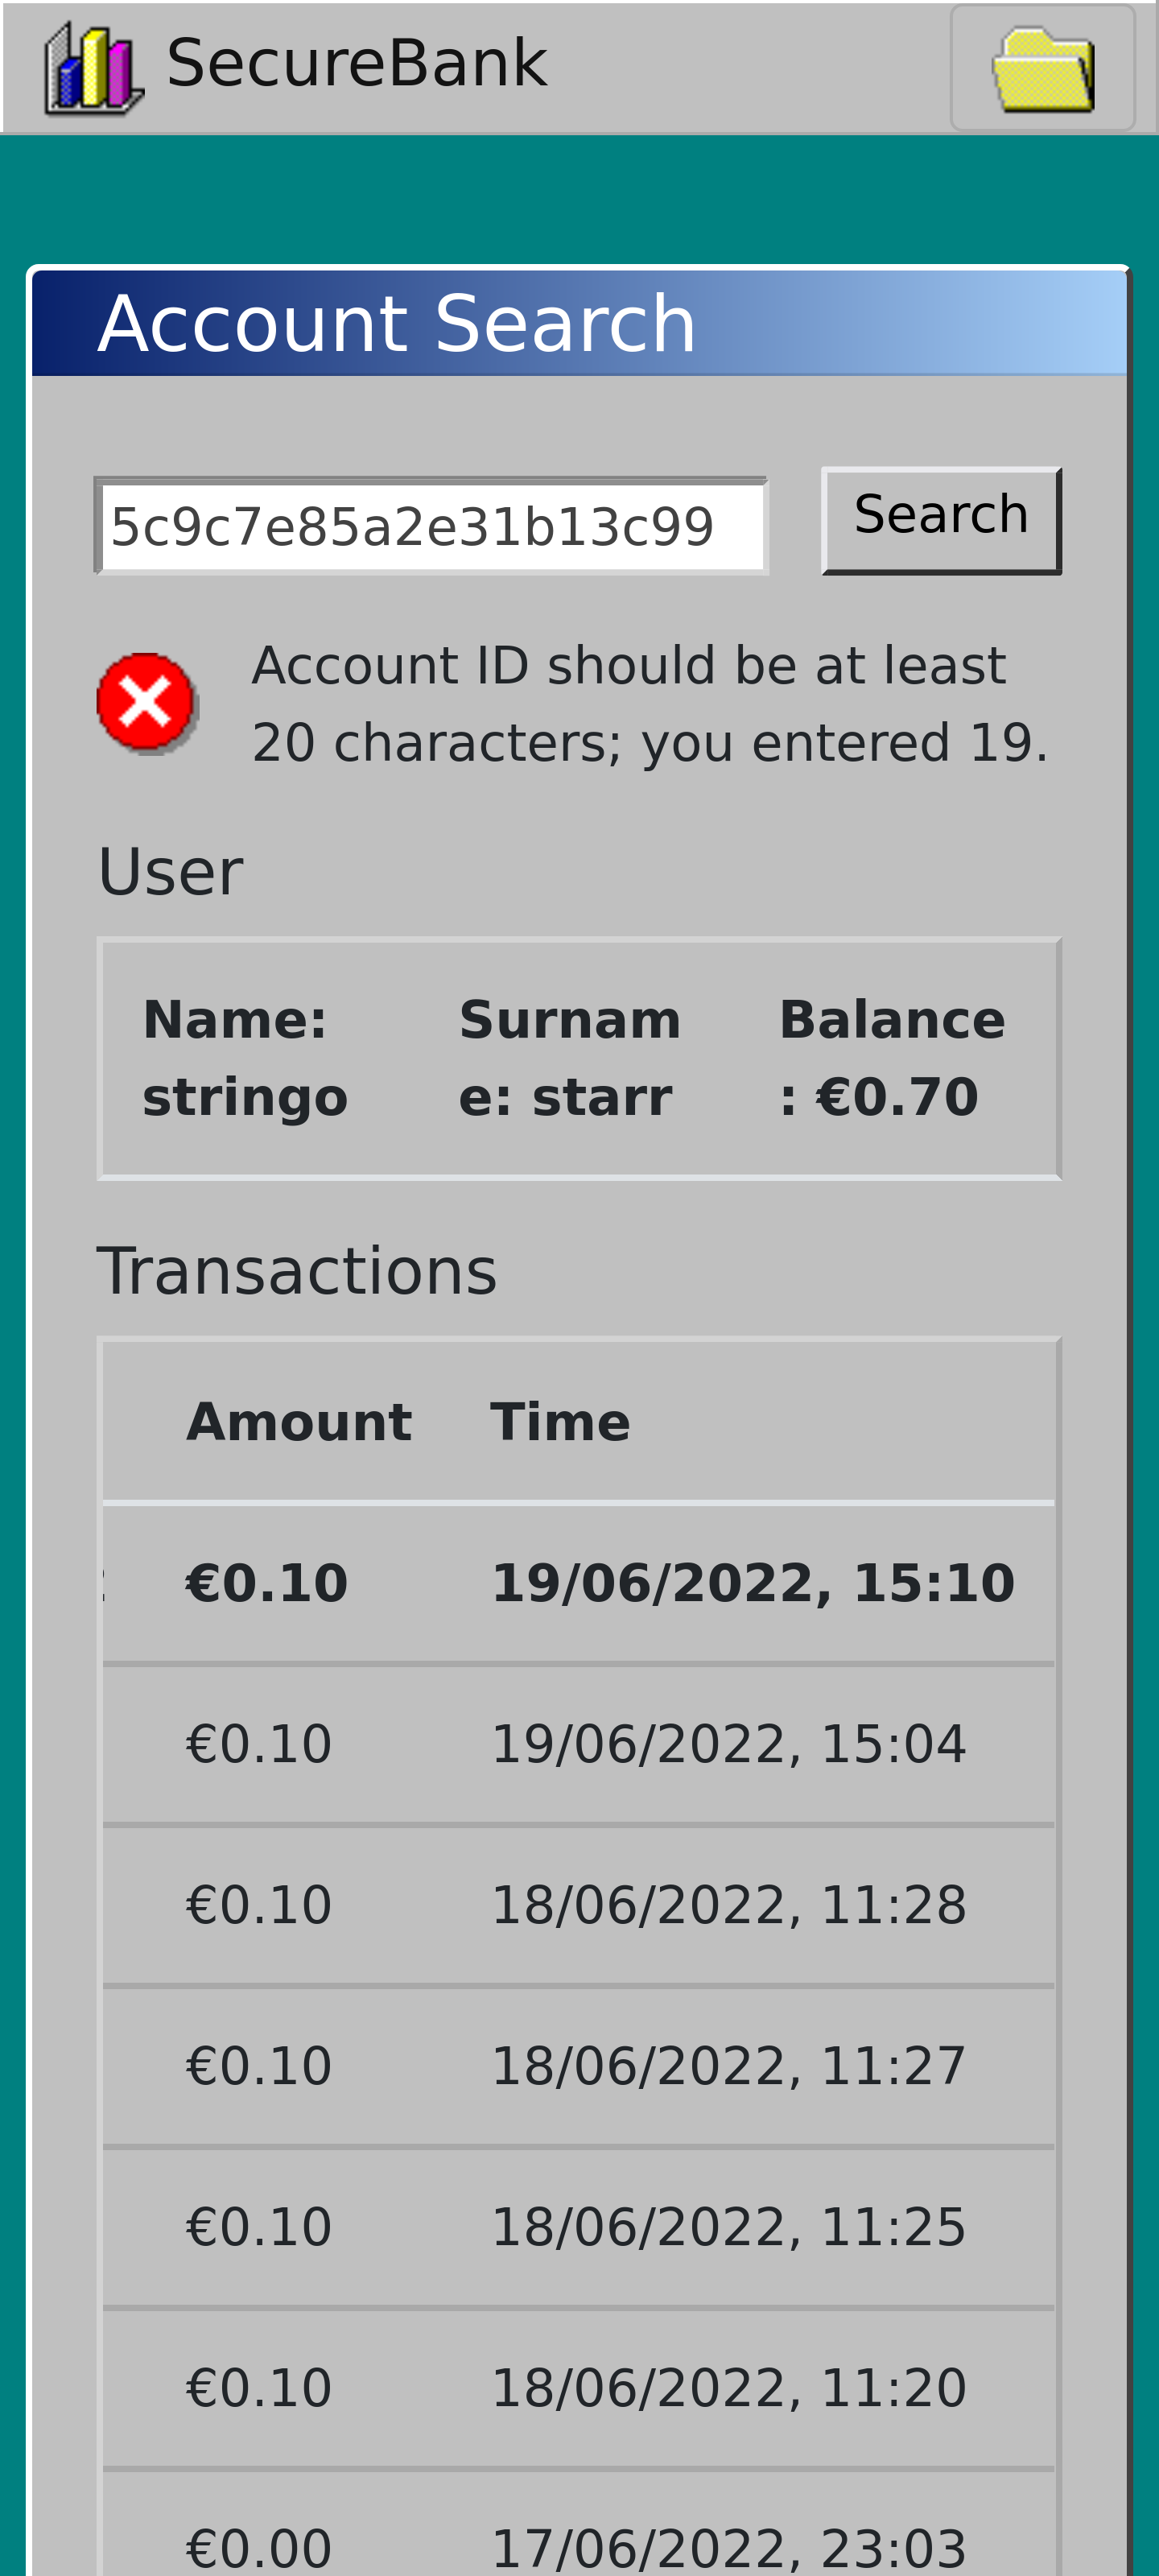 SecureBank
Account Search
5c9c7e85a2e31b13c99
Search
Account ID should be at least
20 characters; you entered 19.
User
Name: Surnam Balance
stringo e: starr : €0.70
Transactions
Amount Time
: €0.10 19/06/2022, 15:10
€0.10 19/06/2022, 15:04
€0.10 18/06/2022, 11:28
€0.10 18/06/2022, 11:27
€0.10 18/06/2022, 11:25
€0.10 18/06/2022, 11:20
€0.00 17/06/2022, 23:03